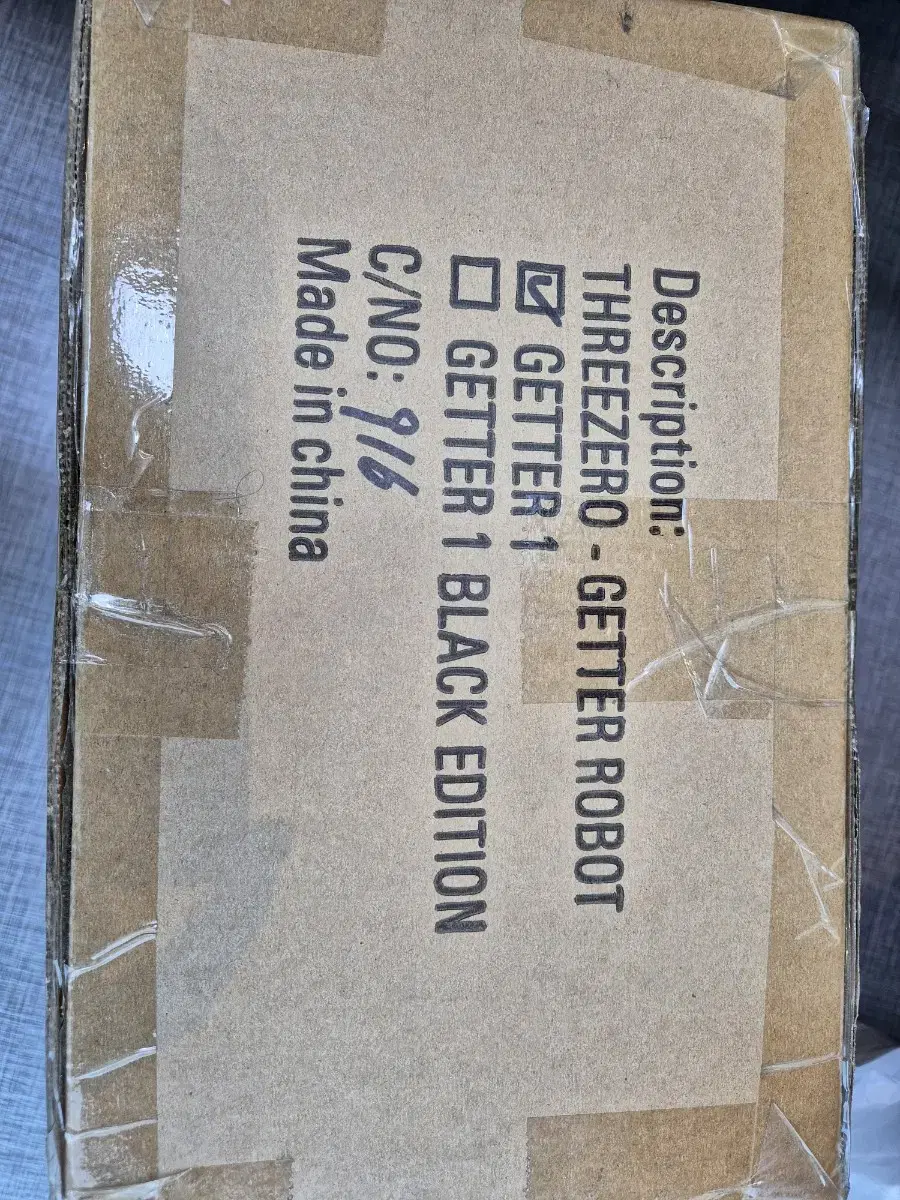 Description:
THREEZERO - GETTER ROBOT
☑ GETTER 1
☐ GETTER 1 BLACK EDITION
C/NO: 916
Made in china